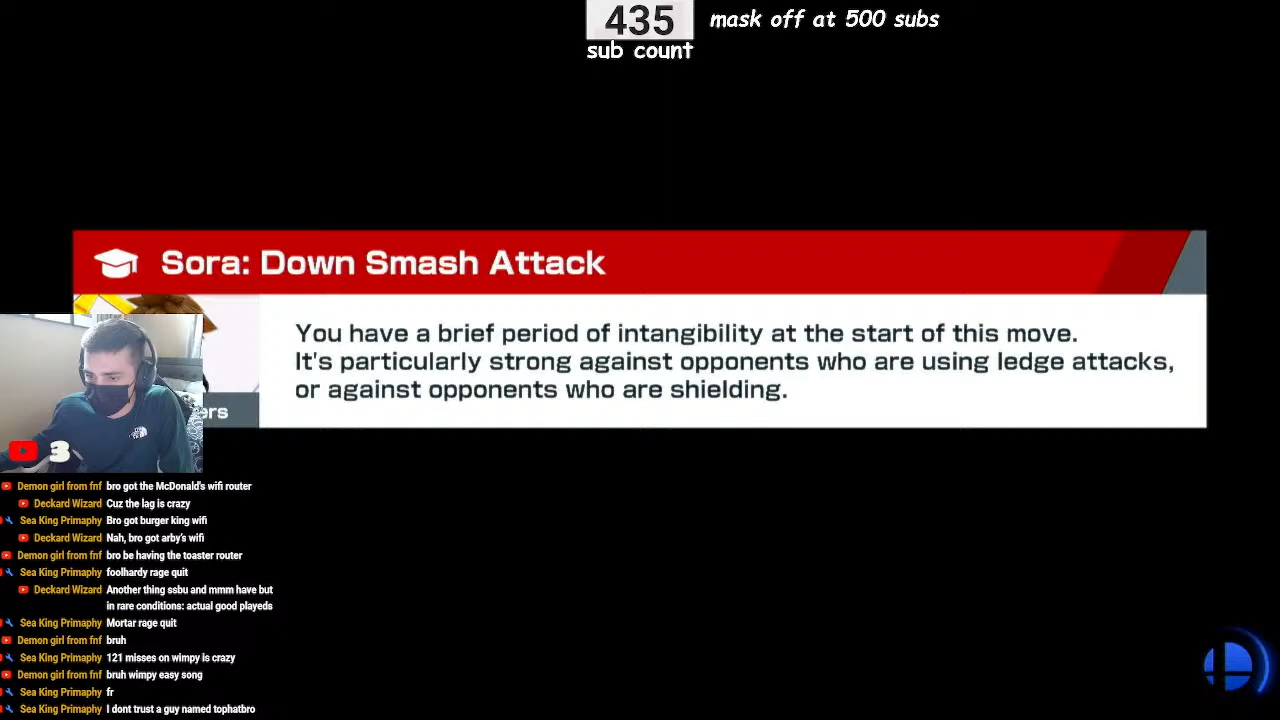 435
mask off at 500 subs
sub count
Sora: Down Smash Attack
You have a brief period of intangibility at the start of this move.
It's particularly strong against opponents who are using ledge attacks,
or against opponents who are shielding.
ers
3
Demon girl from fnf bro got the McDonald's wifi router
Deckard Wizard Cuz the lag is crazy
Sea King Primaphy Bro got burger king wifi
Deckard Wizard Nah, bro got arby's wifi
Demon girl from fnf bro be having the toaster router
Sea King Primaphy foolhardy rage quit
Deckard Wizard Another thing ssbu and mmm have but
in rare conditions: actual good playeds
Sea King Primaphy Mortar rage quit
Demon girl from fnf bruh
Sea King Primaphy 121 misses on wimpy is crazy
Demon girl from fnf bruh wimpy easy song
Sea King Primaphy fr
Sea King Primaphy I dont trust a guy named tophatbro